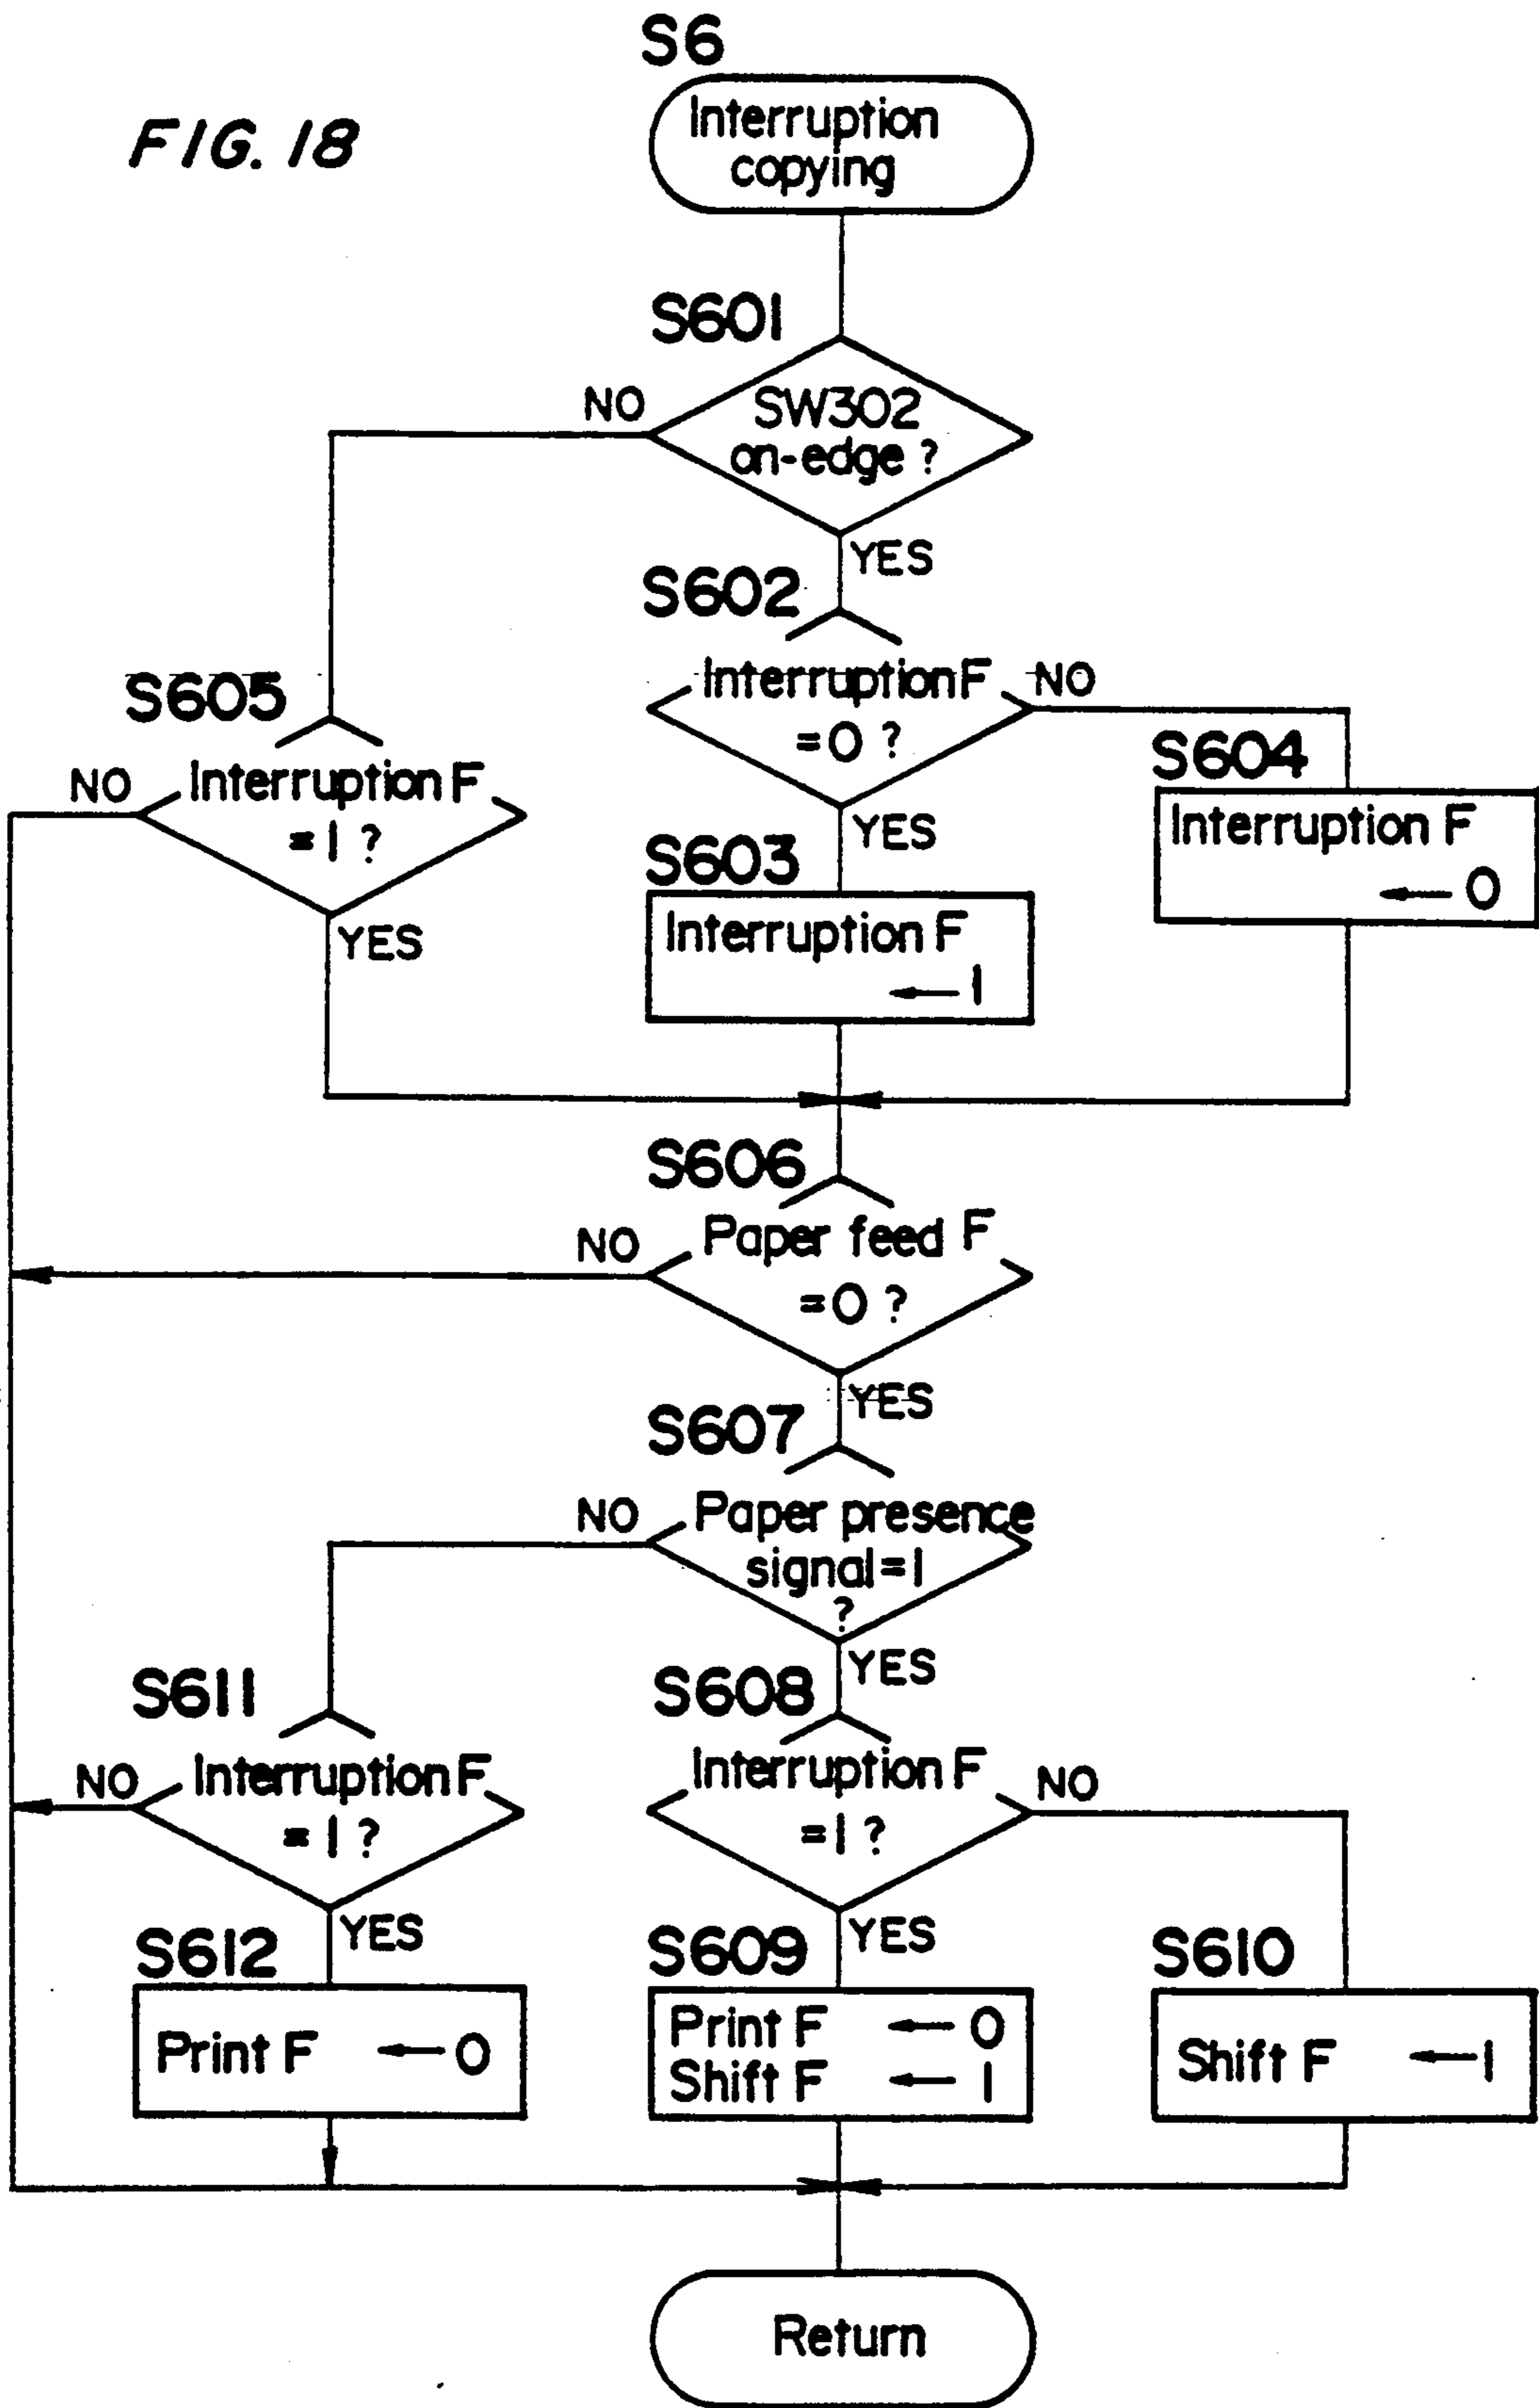 S6
FIG. 18
Interruption
copying
S601
NO
SW302
on-edge ?
YES
S602
Interruption F
=0 ?
NO
YES
S605
NO
Interruption F
=1 ?
YES
S603
Interruption F
←1
S604
Interruption F
←0
S606
NO
Paper feed F
=0 ?
YES
S607
NO
Paper presence
signal=1
?
YES
S611
NO
Interruption F
=1 ?
YES
S608
Interruption F
=1 ?
NO
YES
S612
Print F ←0
S609
Print F ←0
Shift F ←1
S610
Shift F ←1
Return